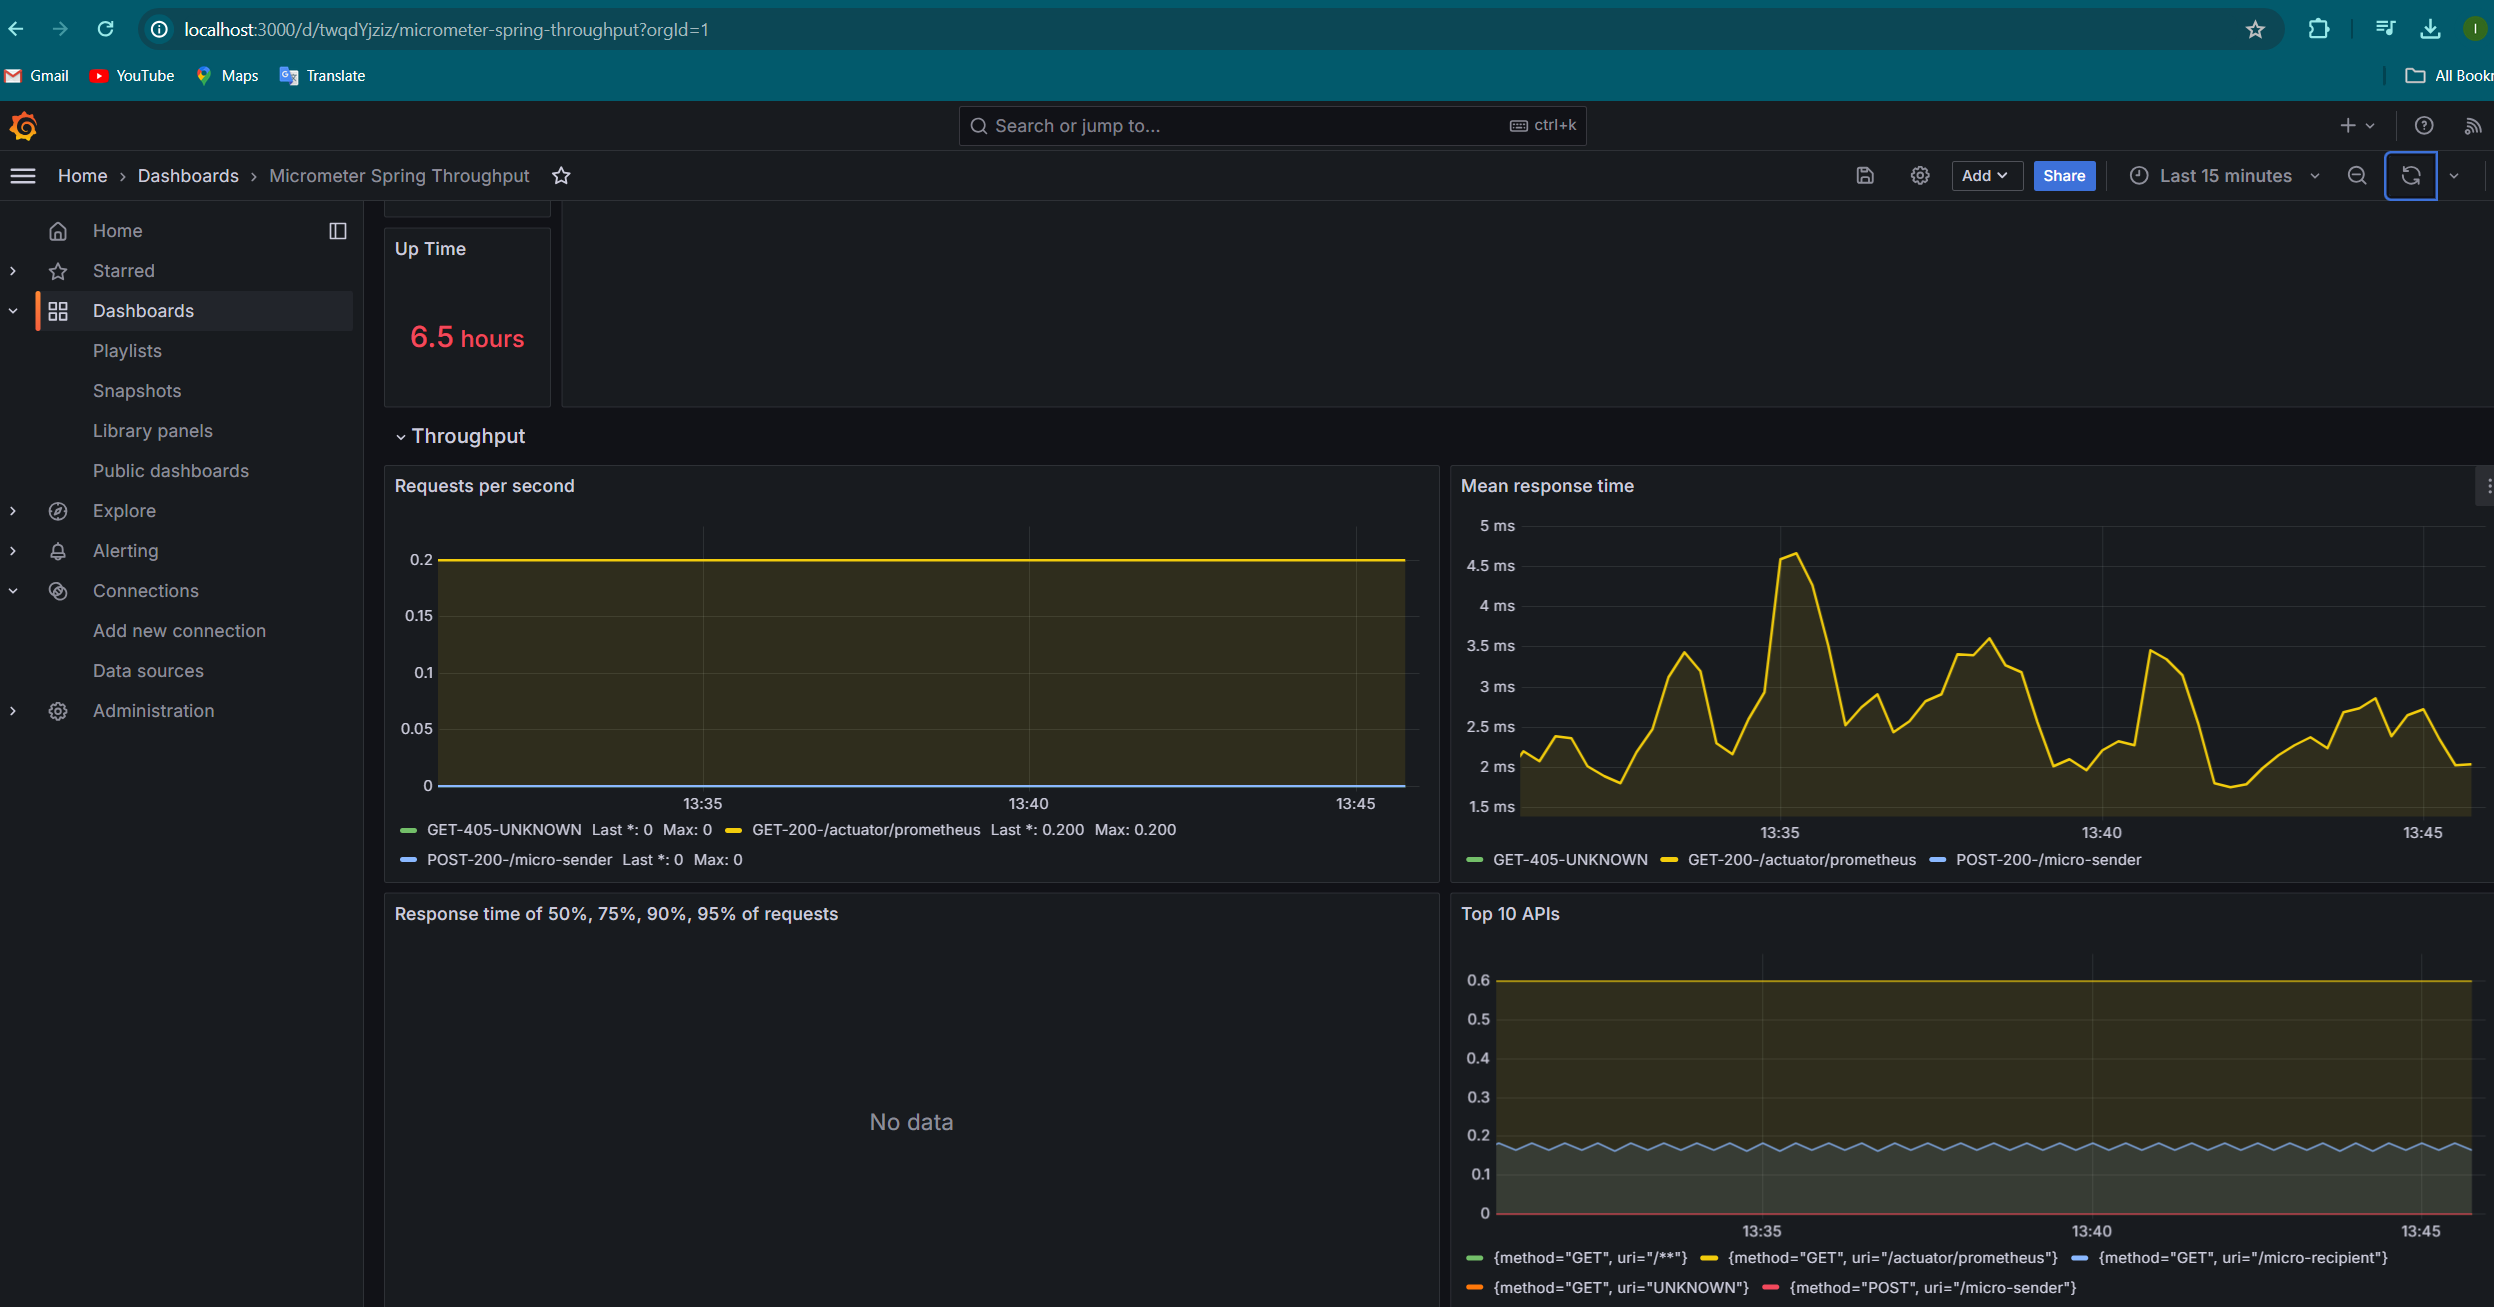 localhost:3000/d/twqdYjziz/micrometer-spring-throughput?orgId=1
I
Gmail YouTube Maps Translate
Search or jump to... ctrl+k
Home › Dashboards › Micrometer Spring Throughput
Add Share Last 15 minutes
Home
Starred
Dashboards
Playlists
Snapshots
Library panels
Public dashboards
Explore
Alerting
Connections
Add new connection
Data sources
Administration
Up Time
6.5 hours
Throughput
Requests per second
0.2
0.15
0.1
0.05
0
13:35 13:40 13:45
GET-405-UNKNOWN Last *: 0 Max: 0 GET-200-/actuator/prometheus Last *: 0.200 Max: 0.200
POST-200-/micro-sender Last *: 0 Max: 0
Mean response time
5 ms
4.5 ms
4 ms
3.5 ms
3 ms
2.5 ms
2 ms
1.5 ms
13:35 13:40 13:45
GET-405-UNKNOWN GET-200-/actuator/prometheus POST-200-/micro-sender
Response time of 50%, 75%, 90%, 95% of requests
No data
Top 10 APIs
0.6
0.5
0.4
0.3
0.2
0.1
0
13:35 13:40 13:45
{method="GET", uri="/**"} {method="GET", uri="/actuator/prometheus"} {method="GET", uri="/micro-recipient"}
{method="GET", uri="UNKNOWN"} {method="POST", uri="/micro-sender"}